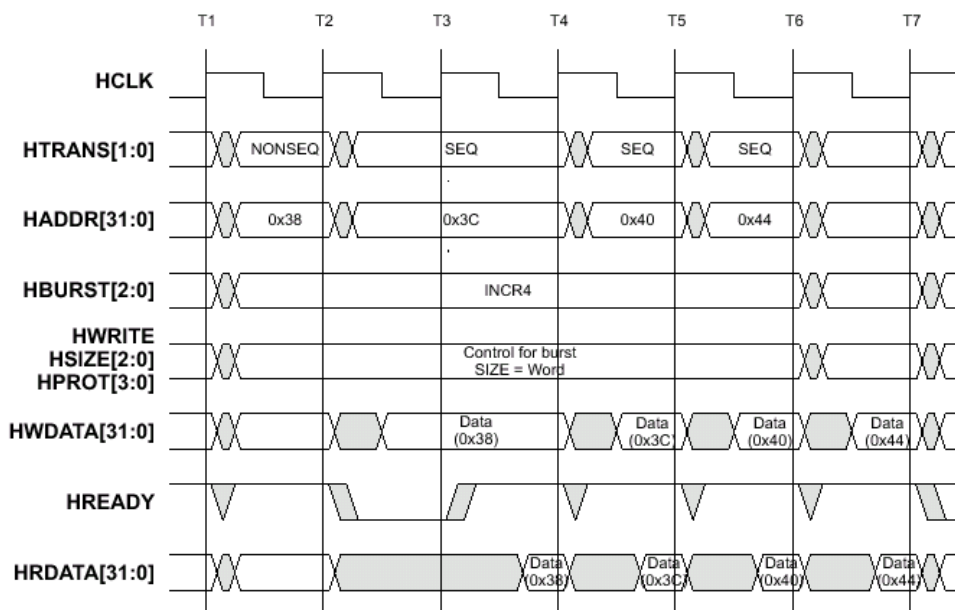 T1 T2 T3 T4 T5 T6 T7
HCLK
HTRANS[1:0] NONSEQ SEQ SEQ SEQ
HADDR[31:0] 0x38 0x3C 0x40 0x44
HBURST[2:0] INCR4
HWRITE
HSIZE[2:0]
HPROT[3:0]
Control for burst
SIZE = Word
HWDATA[31:0]
Data Data Data Data
(0x38) (0x3C) (0x40) (0x44)
HREADY
HRDATA[31:0]
Data Data Data Data
(0x38) (0x3C) (0x40) (0x44)